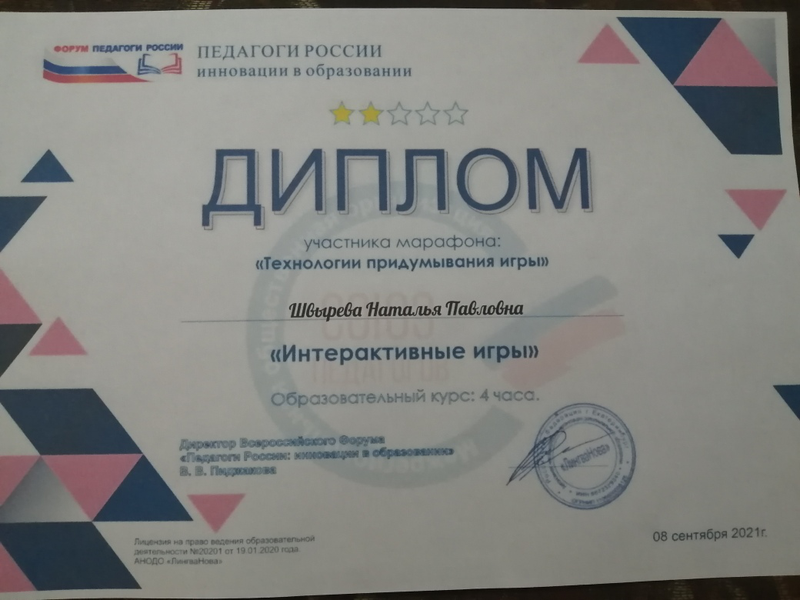 ФОРУМ ПЕДАГОГИ РОССИИ
ПЕДАГОГИ РОССИИ
инновации в образовании
ДИПЛОМ
участника марафона:
«Технологии придумывания игры»
Швырева Наталья Павловна
«Интерактивные игры»
Образовательный курс: 4 часа.
Директор Всероссийского Форума
«Педагоги России: инновации в образовании»
В. В. Пиджакова
«ЛингваНова»
Лицензия на право ведения образовательной
деятельности №20201 от 19.01.2020 года
АНОДО «ЛингваНова»
08 сентября 2021г.